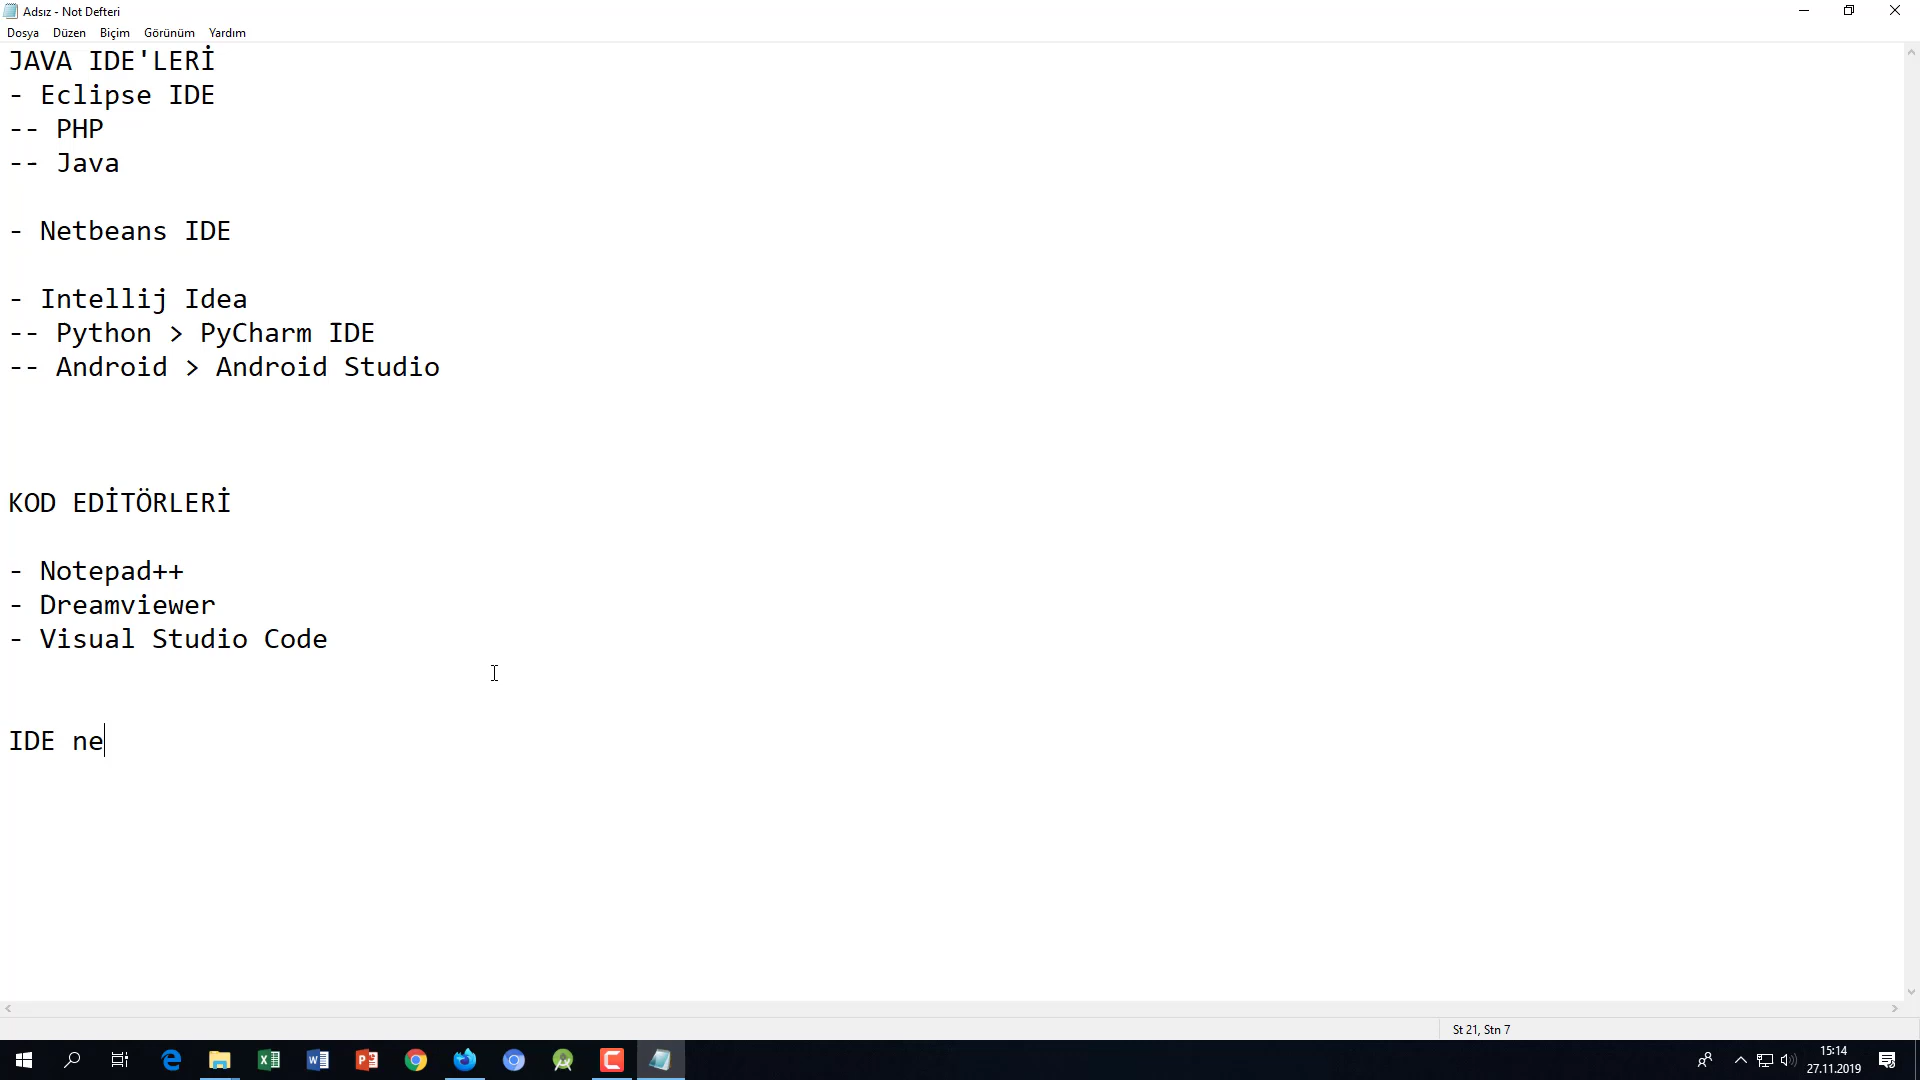 Adsız - Not Defteri
Dosya Düzen Biçim Görünüm Yardım
JAVA IDE'LERİ
- Eclipse IDE
-- PHP
-- Java
- Netbeans IDE
- Intellij Idea
-- Python > PyCharm IDE
-- Android > Android Studio
KOD EDİTÖRLERİ
- Notepad++
- Dreamviewer
- Visual Studio Code
IDE ne
St 21, Stn 7
15:14
27.11.2019